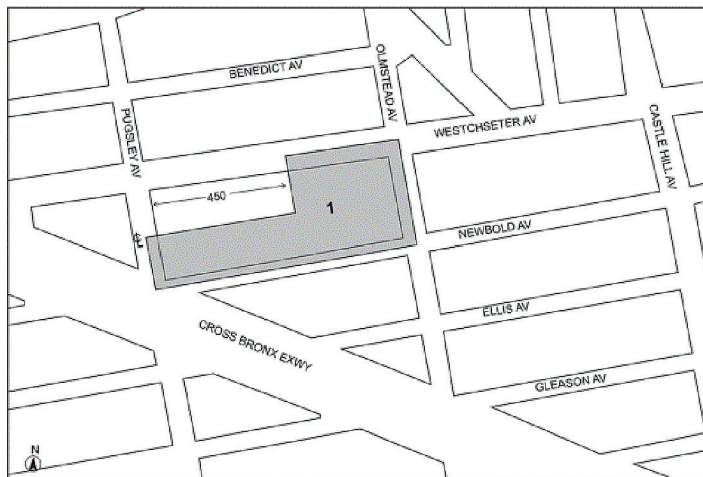 BENEDICT AV
OLMSTEAD AV
PUGSLEY AV
WESTCHSETER AV
CASTLE HILL AV
450
1
NEWBOLD AV
ELLIS AV
CROSS BRONX EXWY
GLEASON AV
N